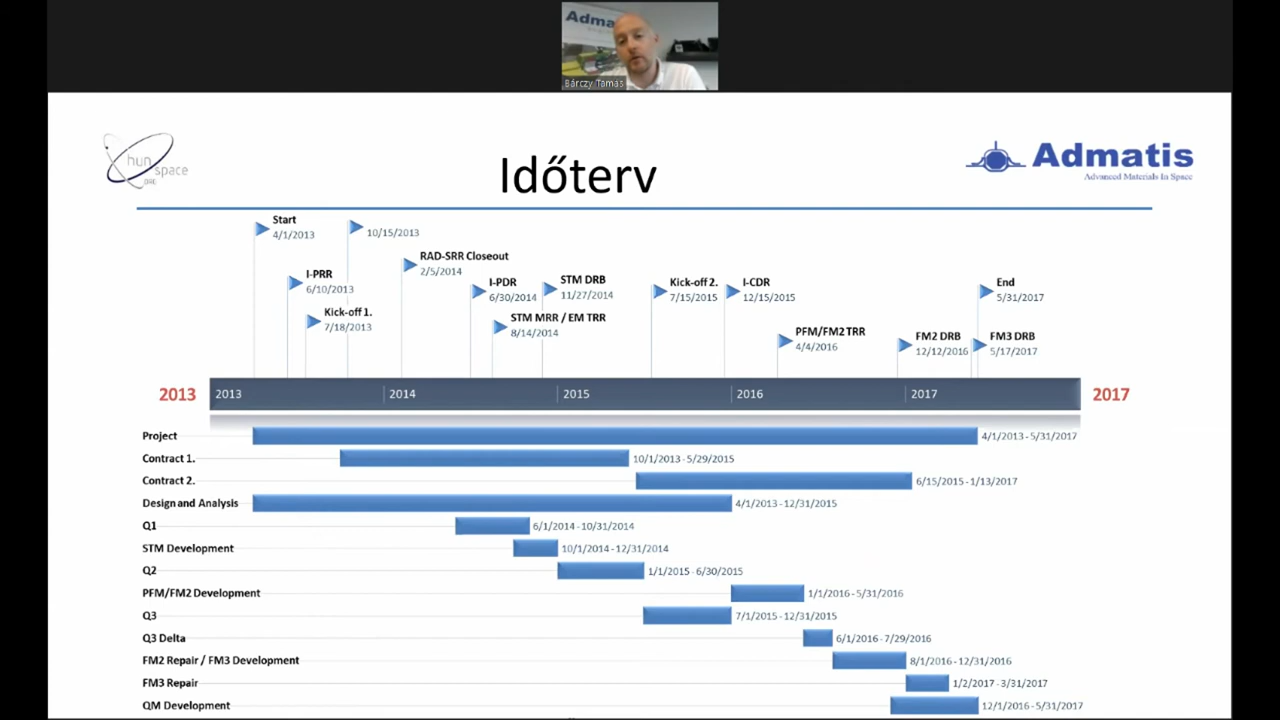 Adma
Bárczy Tamás
hun
space
.ORG
Időterv
Admatis
Advanced Materials In Space
Start
4/1/2013
10/15/2013
RAD-SRR Closeout
2/5/2014
I-PRR
6/10/2013
I-PDR
6/30/2014
STM DRB
11/27/2014
Kick-off 2.
7/15/2015
I-CDR
12/15/2015
End
5/31/2017
Kick-off 1.
7/18/2013
STM MRR / EM TRR
8/14/2014
PFM/FM2 TRR
4/4/2016
FM2 DRB
12/12/2016
FM3 DRB
5/17/2017
2013 2013 2014 2015 2016 2017 2017
Project 4/1/2013 - 5/31/2017
Contract 1. 10/1/2013 - 5/29/2015
Contract 2. 6/15/2015 - 1/13/2017
Design and Analysis 4/1/2013 - 12/31/2015
Q1 6/1/2014 - 10/31/2014
STM Development 10/1/2014 - 12/31/2014
Q2 1/1/2015 - 6/30/2015
PFM/FM2 Development 1/1/2016 - 5/31/2016
Q3 7/1/2015 - 12/31/2015
Q3 Delta 6/1/2016 - 7/29/2016
FM2 Repair / FM3 Development 8/1/2016 - 12/31/2016
FM3 Repair 1/2/2017 - 3/31/2017
QM Development 12/1/2016 - 5/31/2017